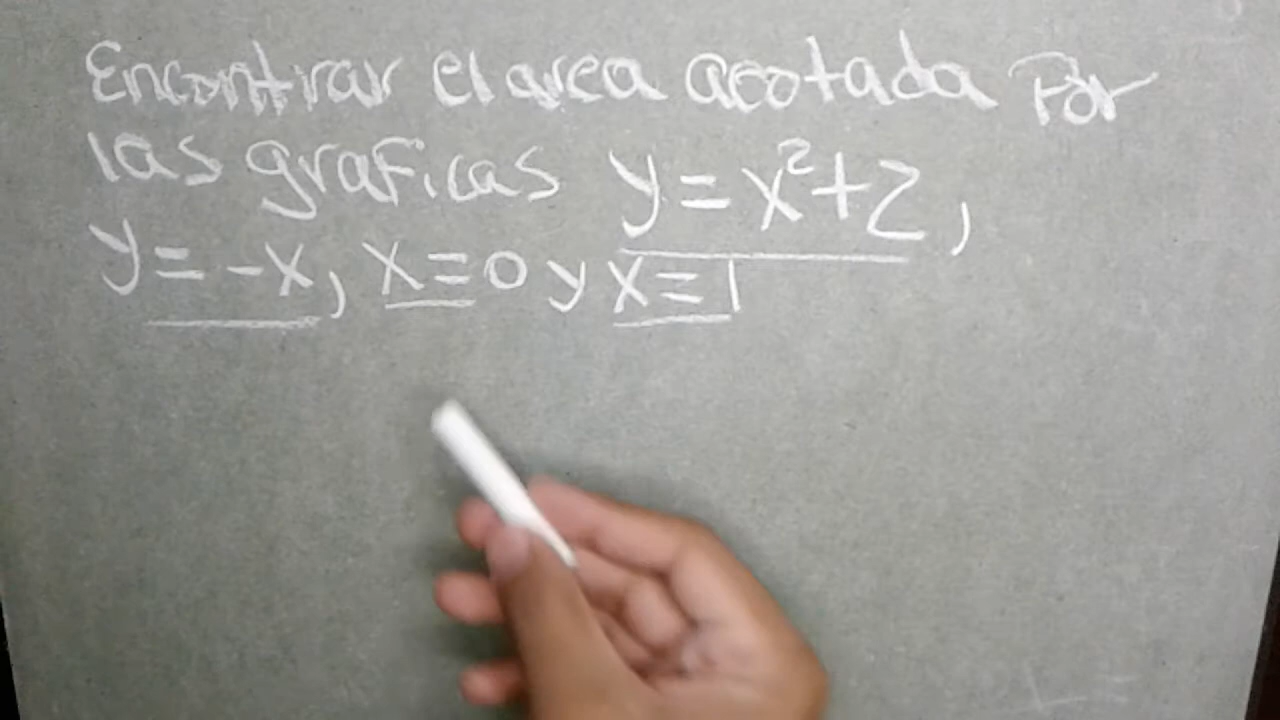 Encontrar el area acotada Por
las graficas y = x²+2,
y = -x, x = 0 y x = 1